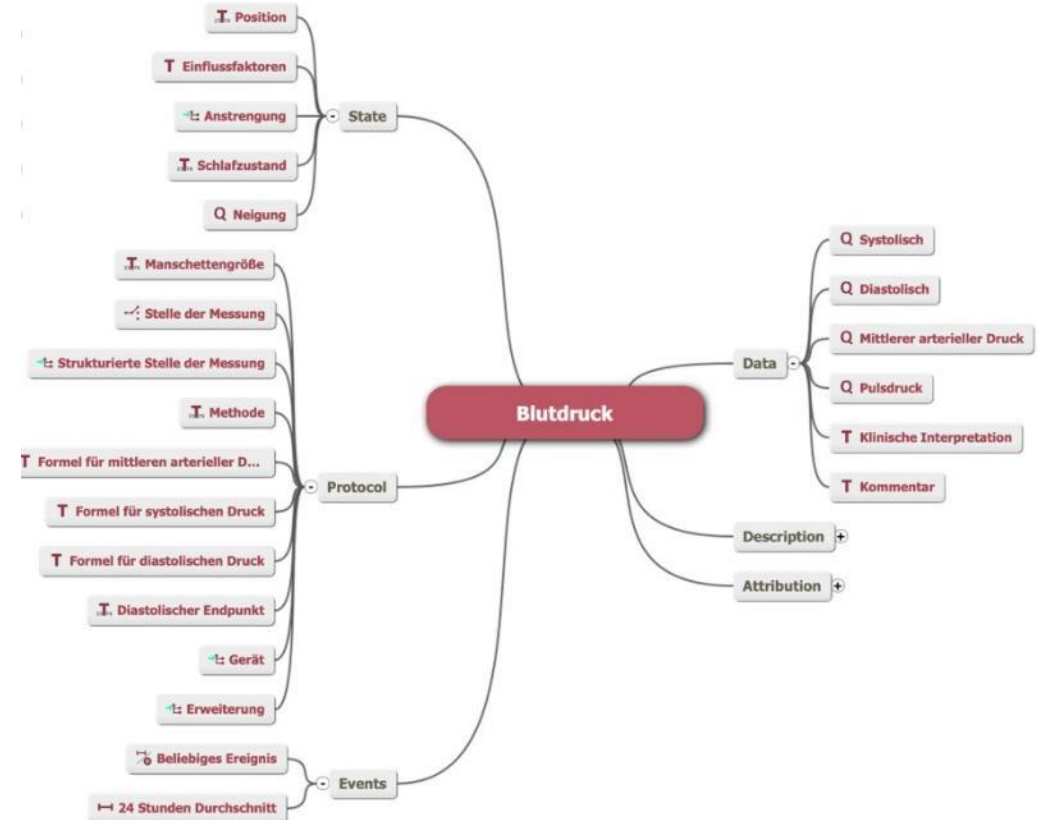 Position
T Einflussfaktoren
Anstrengung
State
Schlafzustand
Q Neigung
Manschettengröße
Stelle der Messung
Strukturierte Stelle der Messung
Methode
T Formel für mittleren arterieller D...
Protocol
T Formel für systolischen Druck
T Formel für diastolischen Druck
Diastolischer Endpunkt
Gerät
Erweiterung
Beliebiges Ereignis
Events
24 Stunden Durchschnitt
Blutdruck
Q Systolisch
Q Diastolisch
Q Mittlerer arterieller Druck
Data
Q Pulsdruck
T Klinische Interpretation
T Kommentar
Description
Attribution